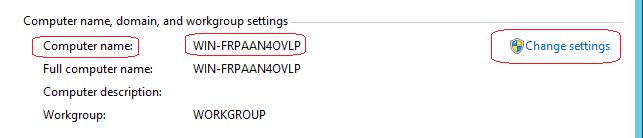 Computer name, domain, and workgroup settings
Computer name: WIN-FRPAAN4OVLP Change settings
Full computer name: WIN-FRPAAN4OVLP
Computer description:
Workgroup: WORKGROUP